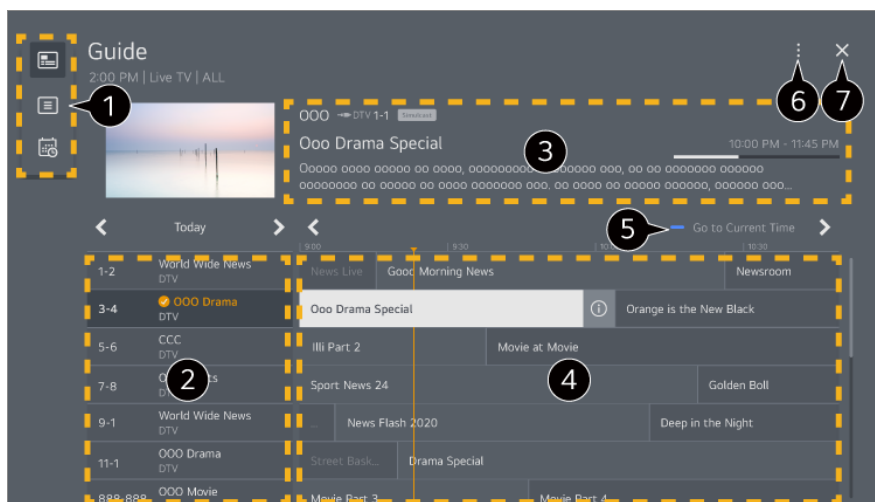 Guide
2:00 PM | Live TV | ALL
1
6
7
OOO DTV 1-1 Simulcast
Ooo Drama Special
3
10:00 PM - 11:45 PM
Today
5
Go to Current Time
9:00 9:30 10:30
1-2 World Wide News
DTV
News Live Good Morning News Newsroom
3-4 OOO Drama
DTV
Ooo Drama Special Orange is the New Black
5-6 CCC
DTV
Illi Part 2 Movie at Movie
7-8
2
4
Sport News 24 Golden Boll
9-1 World Wide News
DTV
... News Flash 2020 Deep in the Night
11-1 OOO Drama
DTV
Street Bask... Drama Special
888-888 OOO Movie
Movie Part 3 Movie Part 4